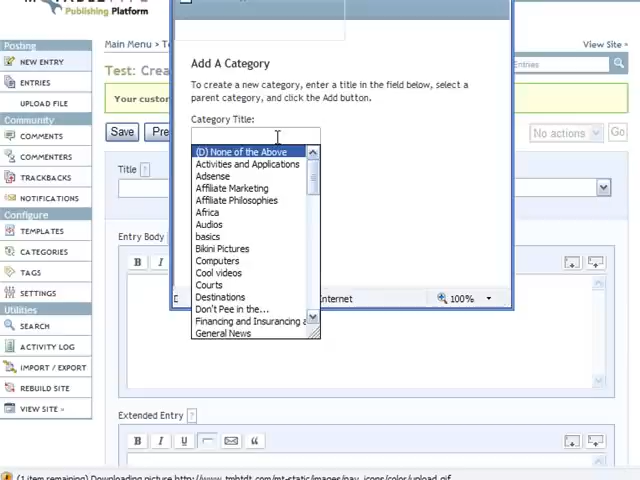 Publishing Platform
Posting
NEW ENTRY
ENTRIES
UPLOAD FILE
Community
COMMENTS
COMMENTERS
TRACKBACKS
NOTIFICATIONS
Configure
TEMPLATES
CATEGORIES
TAGS
SETTINGS
Utilities
SEARCH
ACTIVITY LOG
IMPORT / EXPORT
REBUILD SITE
VIEW SITE »
Main Menu >
View Site >
Entries
Test:
Your
Save
No actions
Go
Title ?
Entry Body
B I
Extended Entry ?
B I U “
Add A Category
To create a new category, enter a title in the field below, select a
parent category, and click the Add button.
Category Title:
(D) None of the Above
Activities and Applications
Adsense
Affiliate Marketing
Affiliate Philosophies
Africa
Audios
basics
Bikini Pictures
Computers
Cool videos
Courts
Destinations
Don't Pee in the...
Financing and Insurancing a
General News
100%
(1 item remaining) Downloading picture http://www.tmhtdt.com/mt-static/images/nav_icons/color/upload.gif...